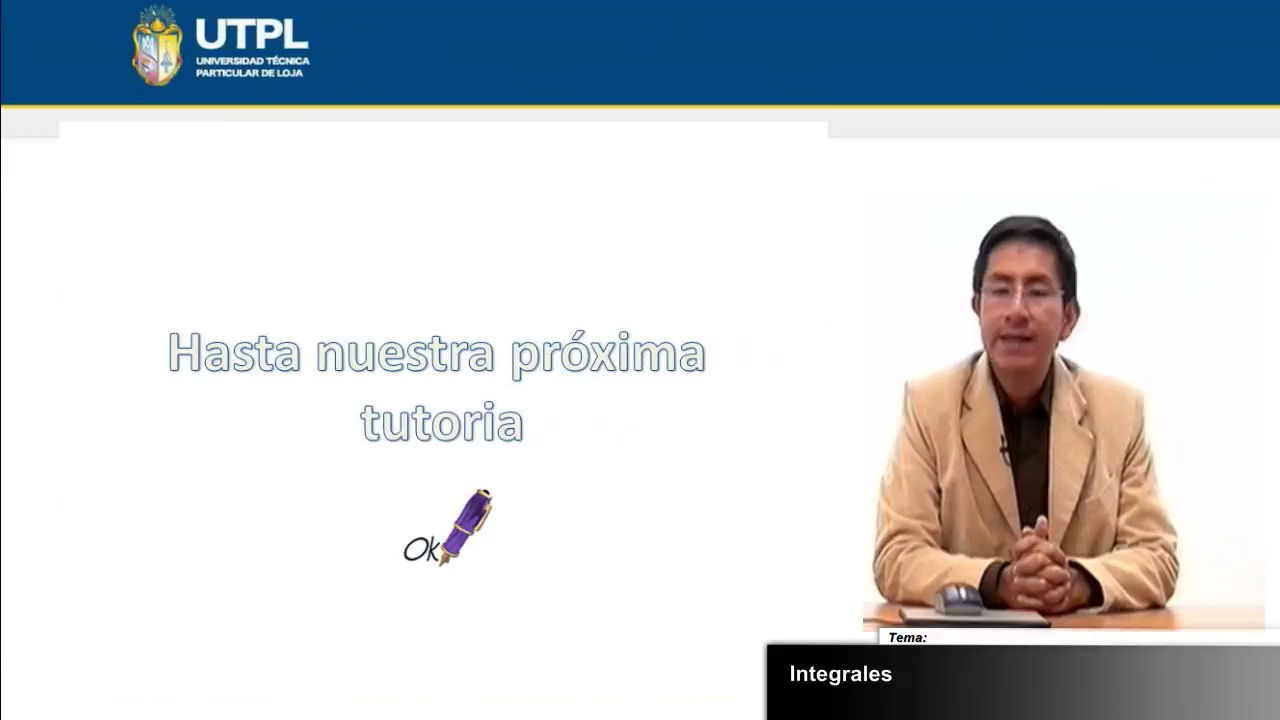 UTPL
UNIVERSIDAD TÉCNICA
PARTICULAR DE LOJA
Hasta nuestra próxima
tutoria
Ok
Tema:
Integrales